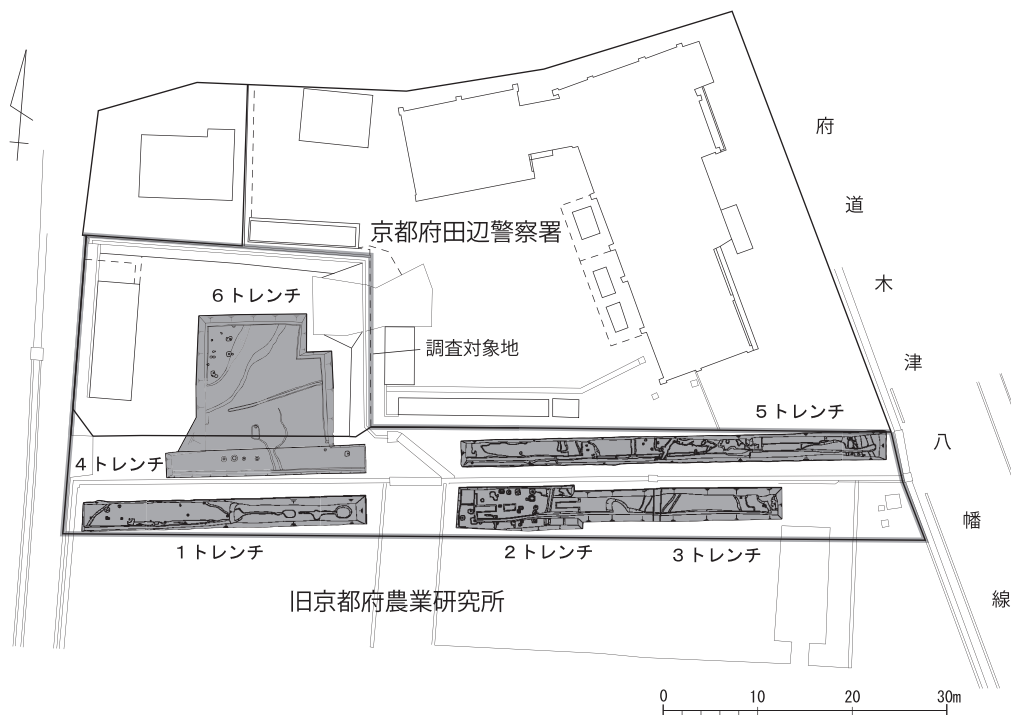 京都府田辺警察署
6トレンチ
調査対象地
5トレンチ
4トレンチ
1トレンチ
2トレンチ
3トレンチ
旧京都府農業研究所
府道木津八幡線
0 10 20 30m